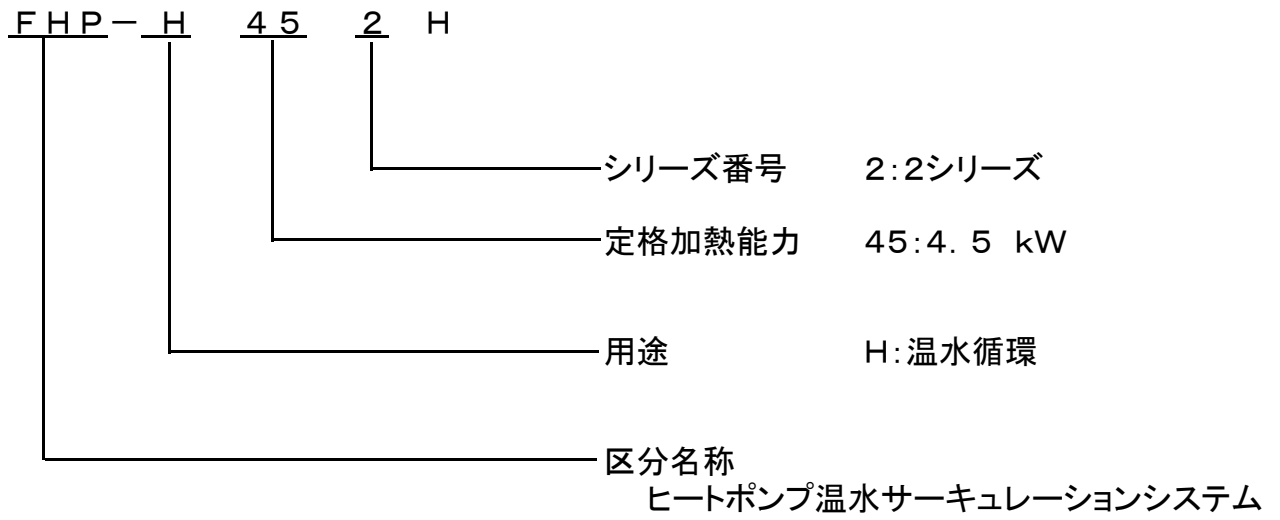 FHP－H 45 2 H
シリーズ番号 2:2シリーズ
定格加熱能力 45:4.5 kW
用途 H:温水循環
区分名称
ヒートポンプ温水サーキュレーションシステム